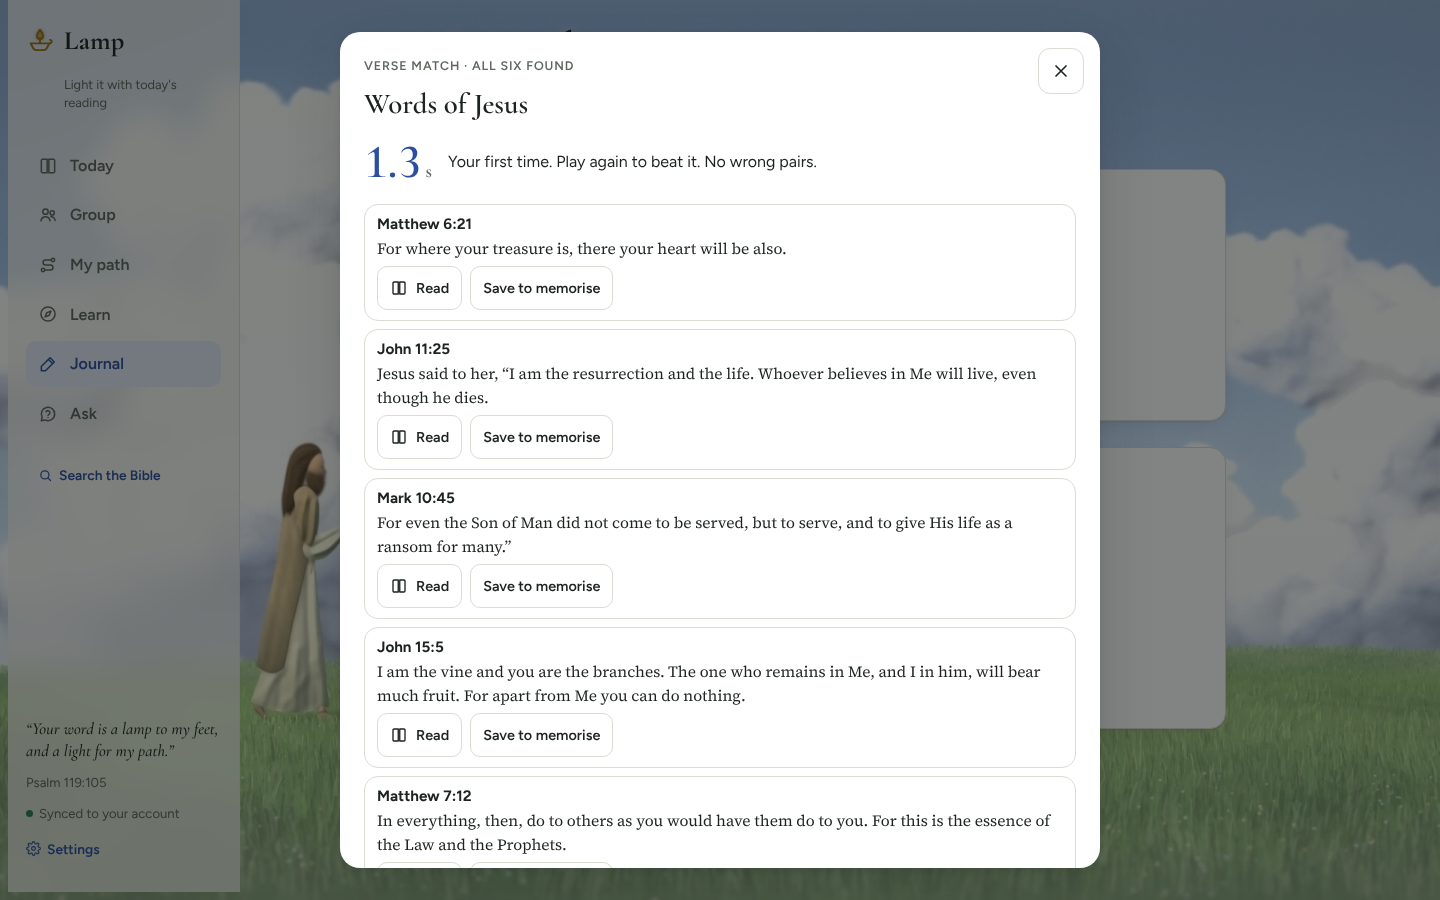 Lamp
Light it with today's
reading
Today
Group
My path
Learn
Journal
Ask
Search the Bible
“Your word is a lamp to my feet,
and a light for my path.”
Psalm 119:105
Synced to your account
Settings
VERSE MATCH · ALL SIX FOUND
Words of Jesus
1.3 s Your first time. Play again to beat it. No wrong pairs.
Matthew 6:21
For where your treasure is, there your heart will be also.
Read Save to memorise
John 11:25
Jesus said to her, “I am the resurrection and the life. Whoever believes in Me will live, even
though he dies.
Read Save to memorise
Mark 10:45
For even the Son of Man did not come to be served, but to serve, and to give His life as a
ransom for many.”
Read Save to memorise
John 15:5
I am the vine and you are the branches. The one who remains in Me, and I in him, will bear
much fruit. For apart from Me you can do nothing.
Read Save to memorise
Matthew 7:12
In everything, then, do to others as you would have them do to you. For this is the essence of
the Law and the Prophets.